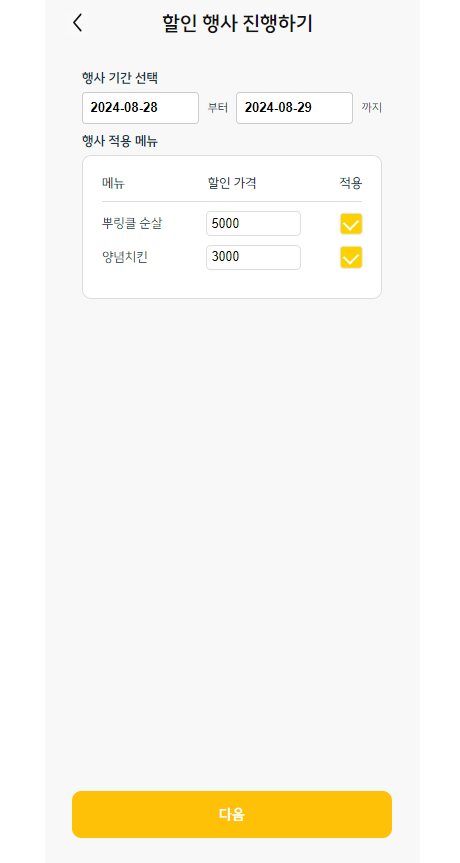 할인 행사 진행하기
행사 기간 선택
2024-08-28 부터 2024-08-29 까지
행사 적용 메뉴
메뉴 할인 가격 적용
뿌링클 순살 5000
양념치킨 3000
다음